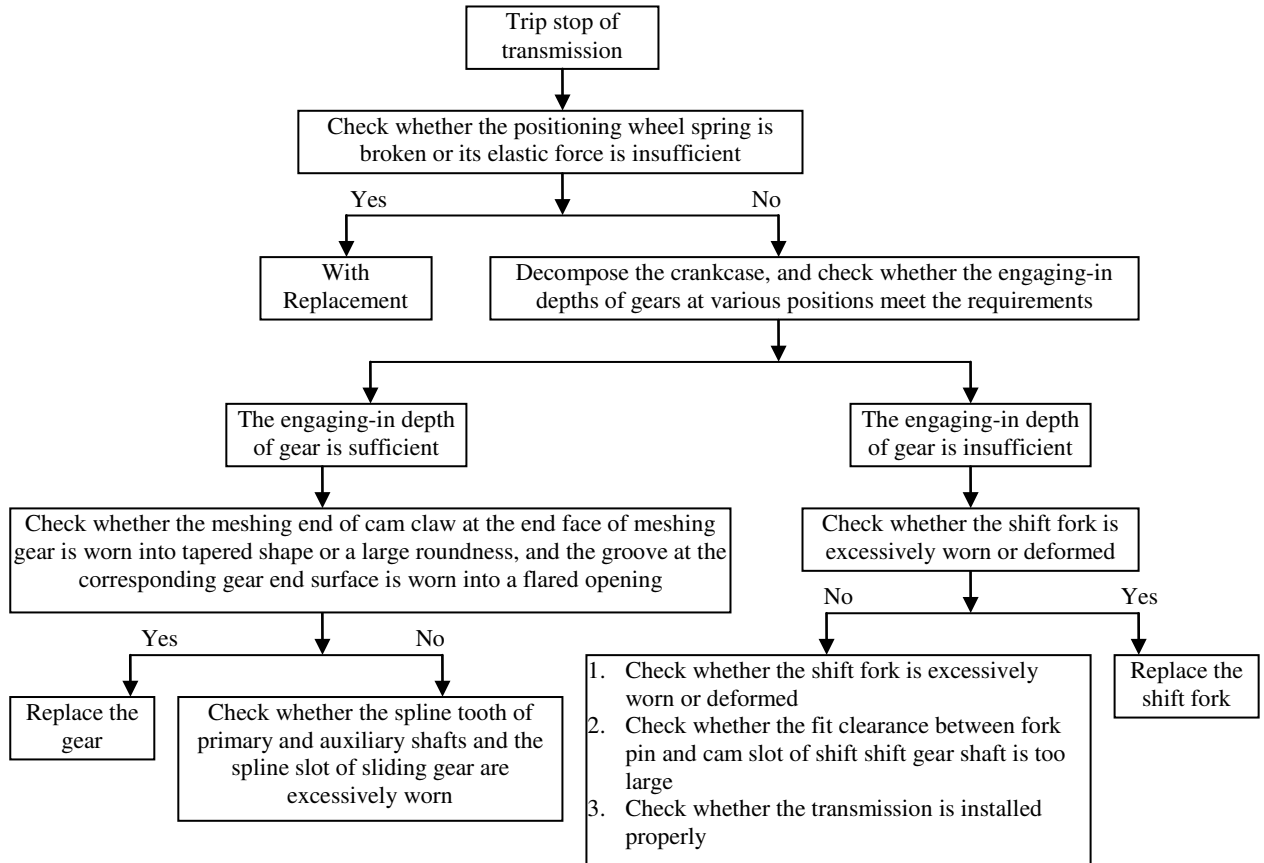 Trip stop of
transmission
Check whether the positioning wheel spring is
broken or its elastic force is insufficient
Yes
No
With
Replacement
Decompose the crankcase, and check whether the engaging-in
depths of gears at various positions meet the requirements
The engaging-in depth
of gear is sufficient
The engaging-in depth
of gear is insufficient
Check whether the meshing end of cam claw at the end face of meshing
gear is worn into tapered shape or a large roundness, and the groove at the
corresponding gear end surface is worn into a flared opening
Check whether the shift fork is
excessively worn or deformed
Yes
No
No
Yes
Replace the
gear
Check whether the spline tooth of
primary and auxiliary shafts and the
spline slot of sliding gear are
excessively worn
1. Check whether the shift fork is excessively
worn or deformed
2. Check whether the fit clearance between fork
pin and cam slot of shift shift gear shaft is too
large
3. Check whether the transmission is installed
properly
Replace the
shift fork